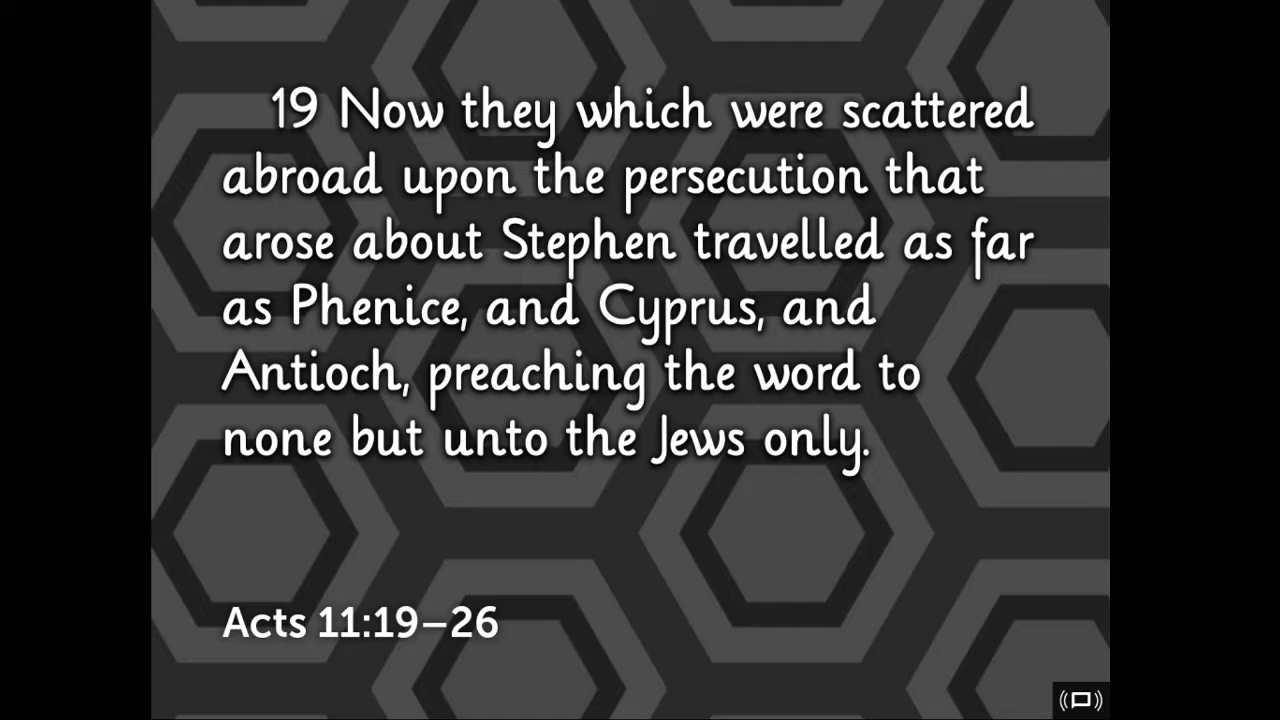 19 Now they which were scattered
abroad upon the persecution that
arose about Stephen travelled as far
as Phenice, and Cyprus, and
Antioch, preaching the word to
none but unto the Jews only.
Acts 11:19–26